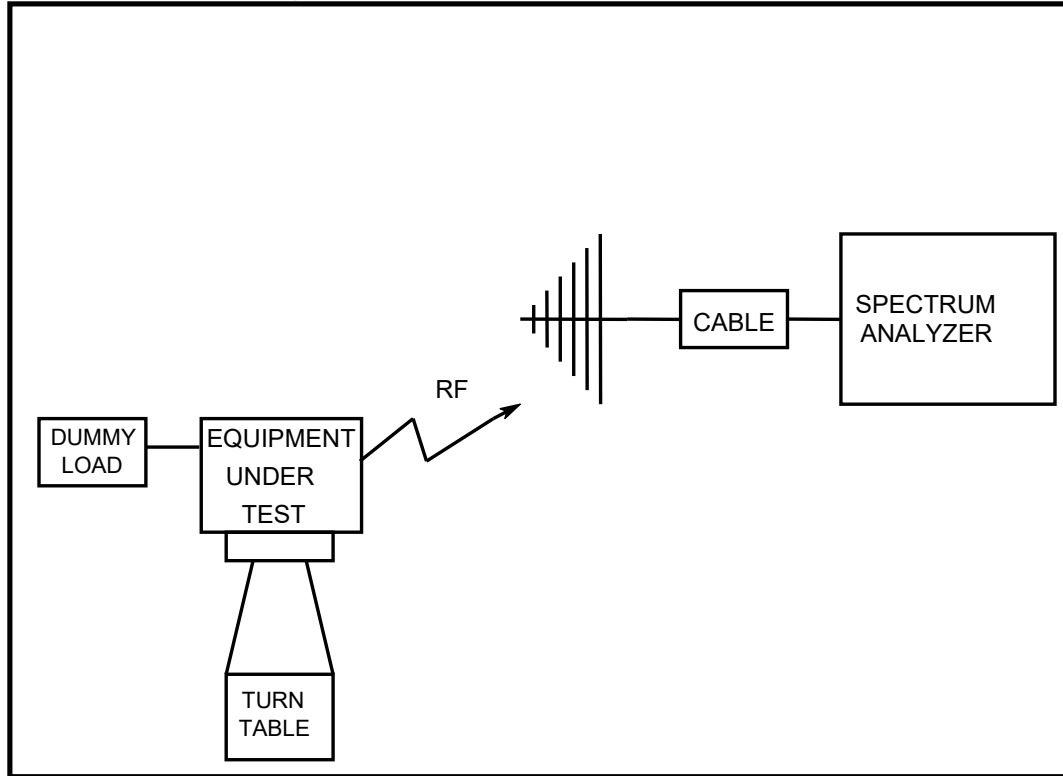 RF
CABLE
SPECTRUM
ANALYZER
DUMMY
LOAD
EQUIPMENT
UNDER
TEST
TURN
TABLE